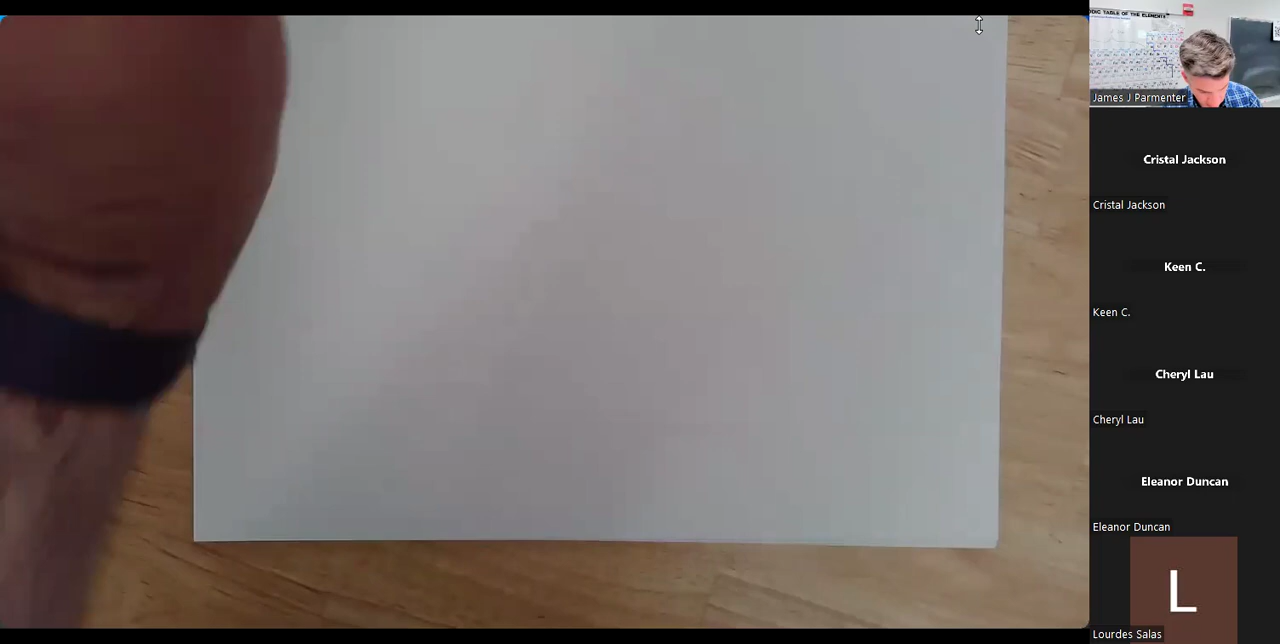 DIC TABLE OF THE ELEMENTS
James J Parmenter
Cristal Jackson
Cristal Jackson
Keen C.
Keen C.
Cheryl Lau
Cheryl Lau
Eleanor Duncan
Eleanor Duncan
L
Lourdes Salas